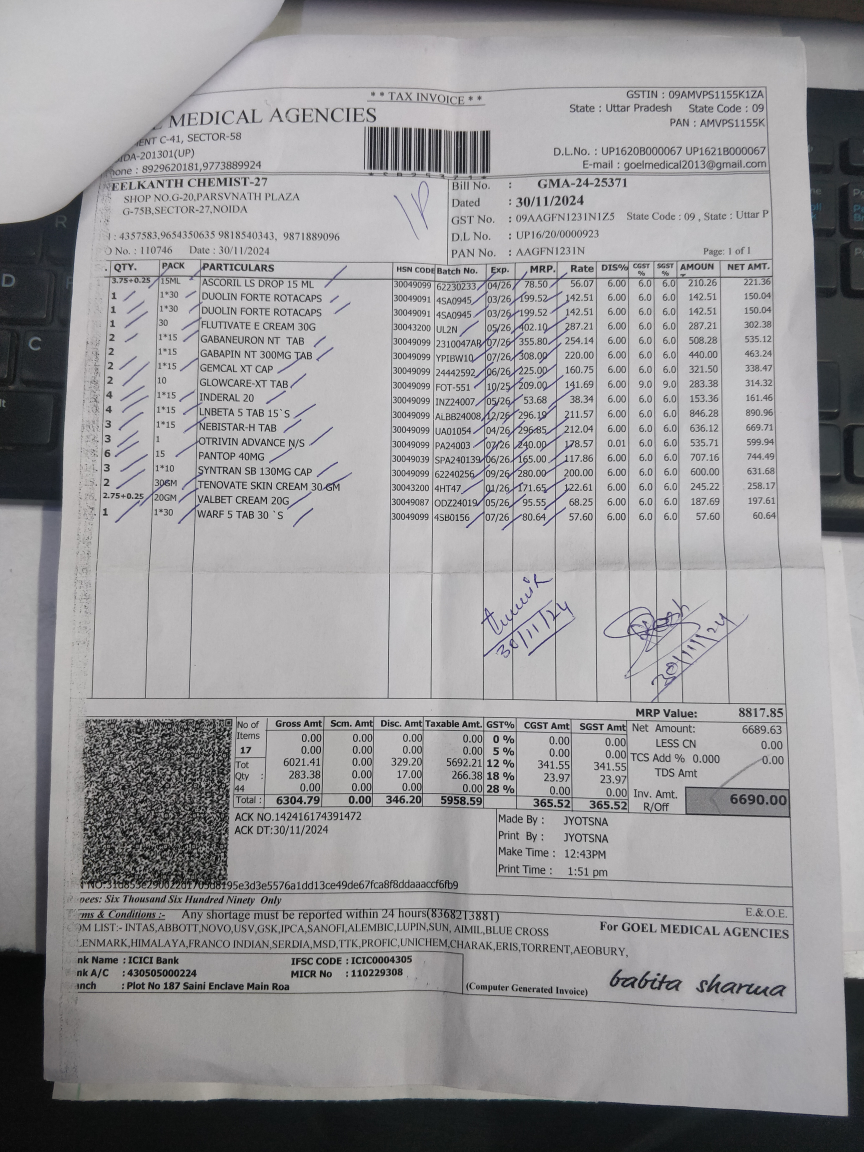 * * TAX INVOICE * *
GSTIN : 09AMVPS1155K1ZA
State : Uttar Pradesh State Code : 09
PAN : AMVPS1155K
MEDICAL AGENCIES
C-41, SECTOR-58
-201301(UP)
: 8929620181,9773889924
D.L.No. : UP1620B000067 UP1621B000067
E-mail : goelmedical2013@gmail.com
EELKANTH CHEMIST-27
SHOP NO.G-20,PARSVNATH PLAZA
G-75B,SECTOR-27,NOIDA
: 4357583,9654350635 9818540343, 9871889096
O No. : 110746 Date : 30/11/2024
Bill No. : GMA-24-25371
Dated : 30/11/2024
GST No. : 09AAGFN1231N1Z5 State Code : 09 , State : Uttar P
D.L No. : UP16/20/0000923
PAN No. : AAGFN1231N Page: 1 of 1
. QTY. PACK PARTICULARS HSN CODE Batch No. Exp. MRP. Rate DIS% CGST % SGST % AMOUN NET AMT.
3.75+0.25 15ML ASCORIL LS DROP 15 ML 30049099 62230233 04/26 78.50 56.07 6.00 6.0 6.0 210.26 221.36
1 1*30 DUOLIN FORTE ROTACAPS 30049091 4SA0945 03/26 199.52 142.51 6.00 6.0 6.0 142.51 150.04
1 1*30 DUOLIN FORTE ROTACAPS 30049091 4SA0945 03/26 199.52 142.51 6.00 6.0 6.0 142.51 150.04
1 30 FLUTIVATE E CREAM 30G 30043200 UL2N 05/26 402.10 287.21 6.00 6.0 6.0 287.21 302.38
2 1*15 GABANEURON NT TAB 30049099 2310047AB 07/26 355.80 254.14 6.00 6.0 6.0 508.28 535.12
2 1*15 GABAPIN NT 300MG TAB 30049099 YPIBW10 07/26 308.00 220.00 6.00 6.0 6.0 440.00 463.24
2 1*15 GEMCAL XT CAP 30049099 24442592 06/26 225.00 160.75 6.00 6.0 6.0 321.50 338.47
2 10 GLOWCARE-XT TAB 30049099 FOT-551 10/25 209.00 141.69 6.00 9.0 9.0 283.38 314.32
4 1*15 INDERAL 20 30049099 INZ24007 05/26 53.68 38.34 6.00 6.0 6.0 153.36 161.46
4 1*15 LNBETA 5 TAB 15`S 30049099 ALBB24008 12/26 296.19 211.57 6.00 6.0 6.0 846.28 890.96
3 1*15 NEBISTAR-H TAB 30049099 UA01054 04/26 296.85 212.04 6.00 6.0 6.0 636.12 669.71
3 1 OTRIVIN ADVANCE N/S 30049099 PA24003 07/26 240.00 178.57 0.01 6.0 6.0 535.71 599.94
6 15 PANTOP 40MG 30049039 SPA240139 06/26 165.00 117.86 6.00 6.0 6.0 707.16 744.49
3 1*10 SYNTRAN SB 130MG CAP 30049099 62240256 09/26 280.00 200.00 6.00 6.0 6.0 600.00 631.68
2 30GM TENOVATE SKIN CREAM 30 GM 30043200 4HT47 01/26 171.65 122.61 6.00 6.0 6.0 245.22 258.17
2.75+0.25 20GM VALBET CREAM 20G 30049087 ODZ24019 05/26 95.55 68.25 6.00 6.0 6.0 187.69 197.61
1 1*30 WARF 5 TAB 30 `S 30049099 4SB0156 07/26 80.64 57.60 6.00 6.0 6.0 57.60 60.64
30/11/24
30/11/24
No of Items 17 Tot Qty : 44
Gross Amt Scm. Amt Disc. Amt Taxable Amt. GST% CGST Amt SGST Amt
0.00 0.00 0.00 0.00 0 % 0.00 0.00
0.00 0.00 0.00 0.00 5 % 0.00 0.00
6021.41 0.00 329.20 5692.21 12 % 341.55 341.55
283.38 0.00 17.00 266.38 18 % 23.97 23.97
0.00 0.00 0.00 0.00 28 % 0.00 0.00
Total : 6304.79 0.00 346.20 5958.59 365.52 365.52
MRP Value: 8817.85
Net Amount: 6689.63
LESS CN 0.00
TCS Add % 0.000 0.00
TDS Amt
Inv. Amt. R/Off 6690.00
ACK NO.142416174391472
ACK DT:30/11/2024
Made By : JYOTSNA
Print By : JYOTSNA
Make Time : 12:43PM
Print Time : 1:51 pm
pees: Six Thousand Six Hundred Ninety Only
ms & Conditions :- Any shortage must be reported within 24 hours(8368213881) E.&.O.E.
OM LIST:- INTAS,ABBOTT,NOVO,USV,GSK,IPCA,SANOFI,ALEMBIC,LUPIN,SUN, AIMIL,BLUE CROSS
LENMARK,HIMALAYA,FRANCO INDIAN,SERDIA,MSD,TTK,PROFIC,UNICHEM,CHARAK,ERIS,TORRENT,AEOBURY,
For GOEL MEDICAL AGENCIES
nk Name : ICICI Bank IFSC CODE : ICIC0004305
nk A/C : 430505000224 MICR No : 110229308
anch : Plot No 187 Saini Enclave Main Roa
(Computer Generated Invoice)
babita sharma